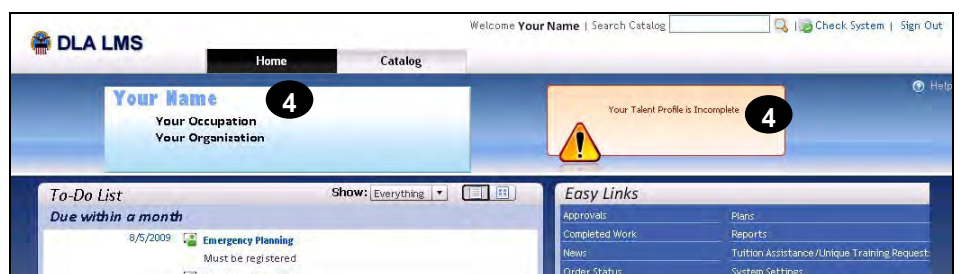 Welcome Your Name | Search Catalog | Check System | Sign Out
DLA LMS
Home Catalog
Help
Your Name 4
Your Occupation
Your Organization
Your Talent Profile is Incomplete 4
To-Do List Show: Everything
Easy Links
Due within a month
Approvals Plans
8/5/2009 Emergency Planning
Completed Work Reports
Must be registered
News Tuition Assistance/Unique Training Request
Order Status System Settings